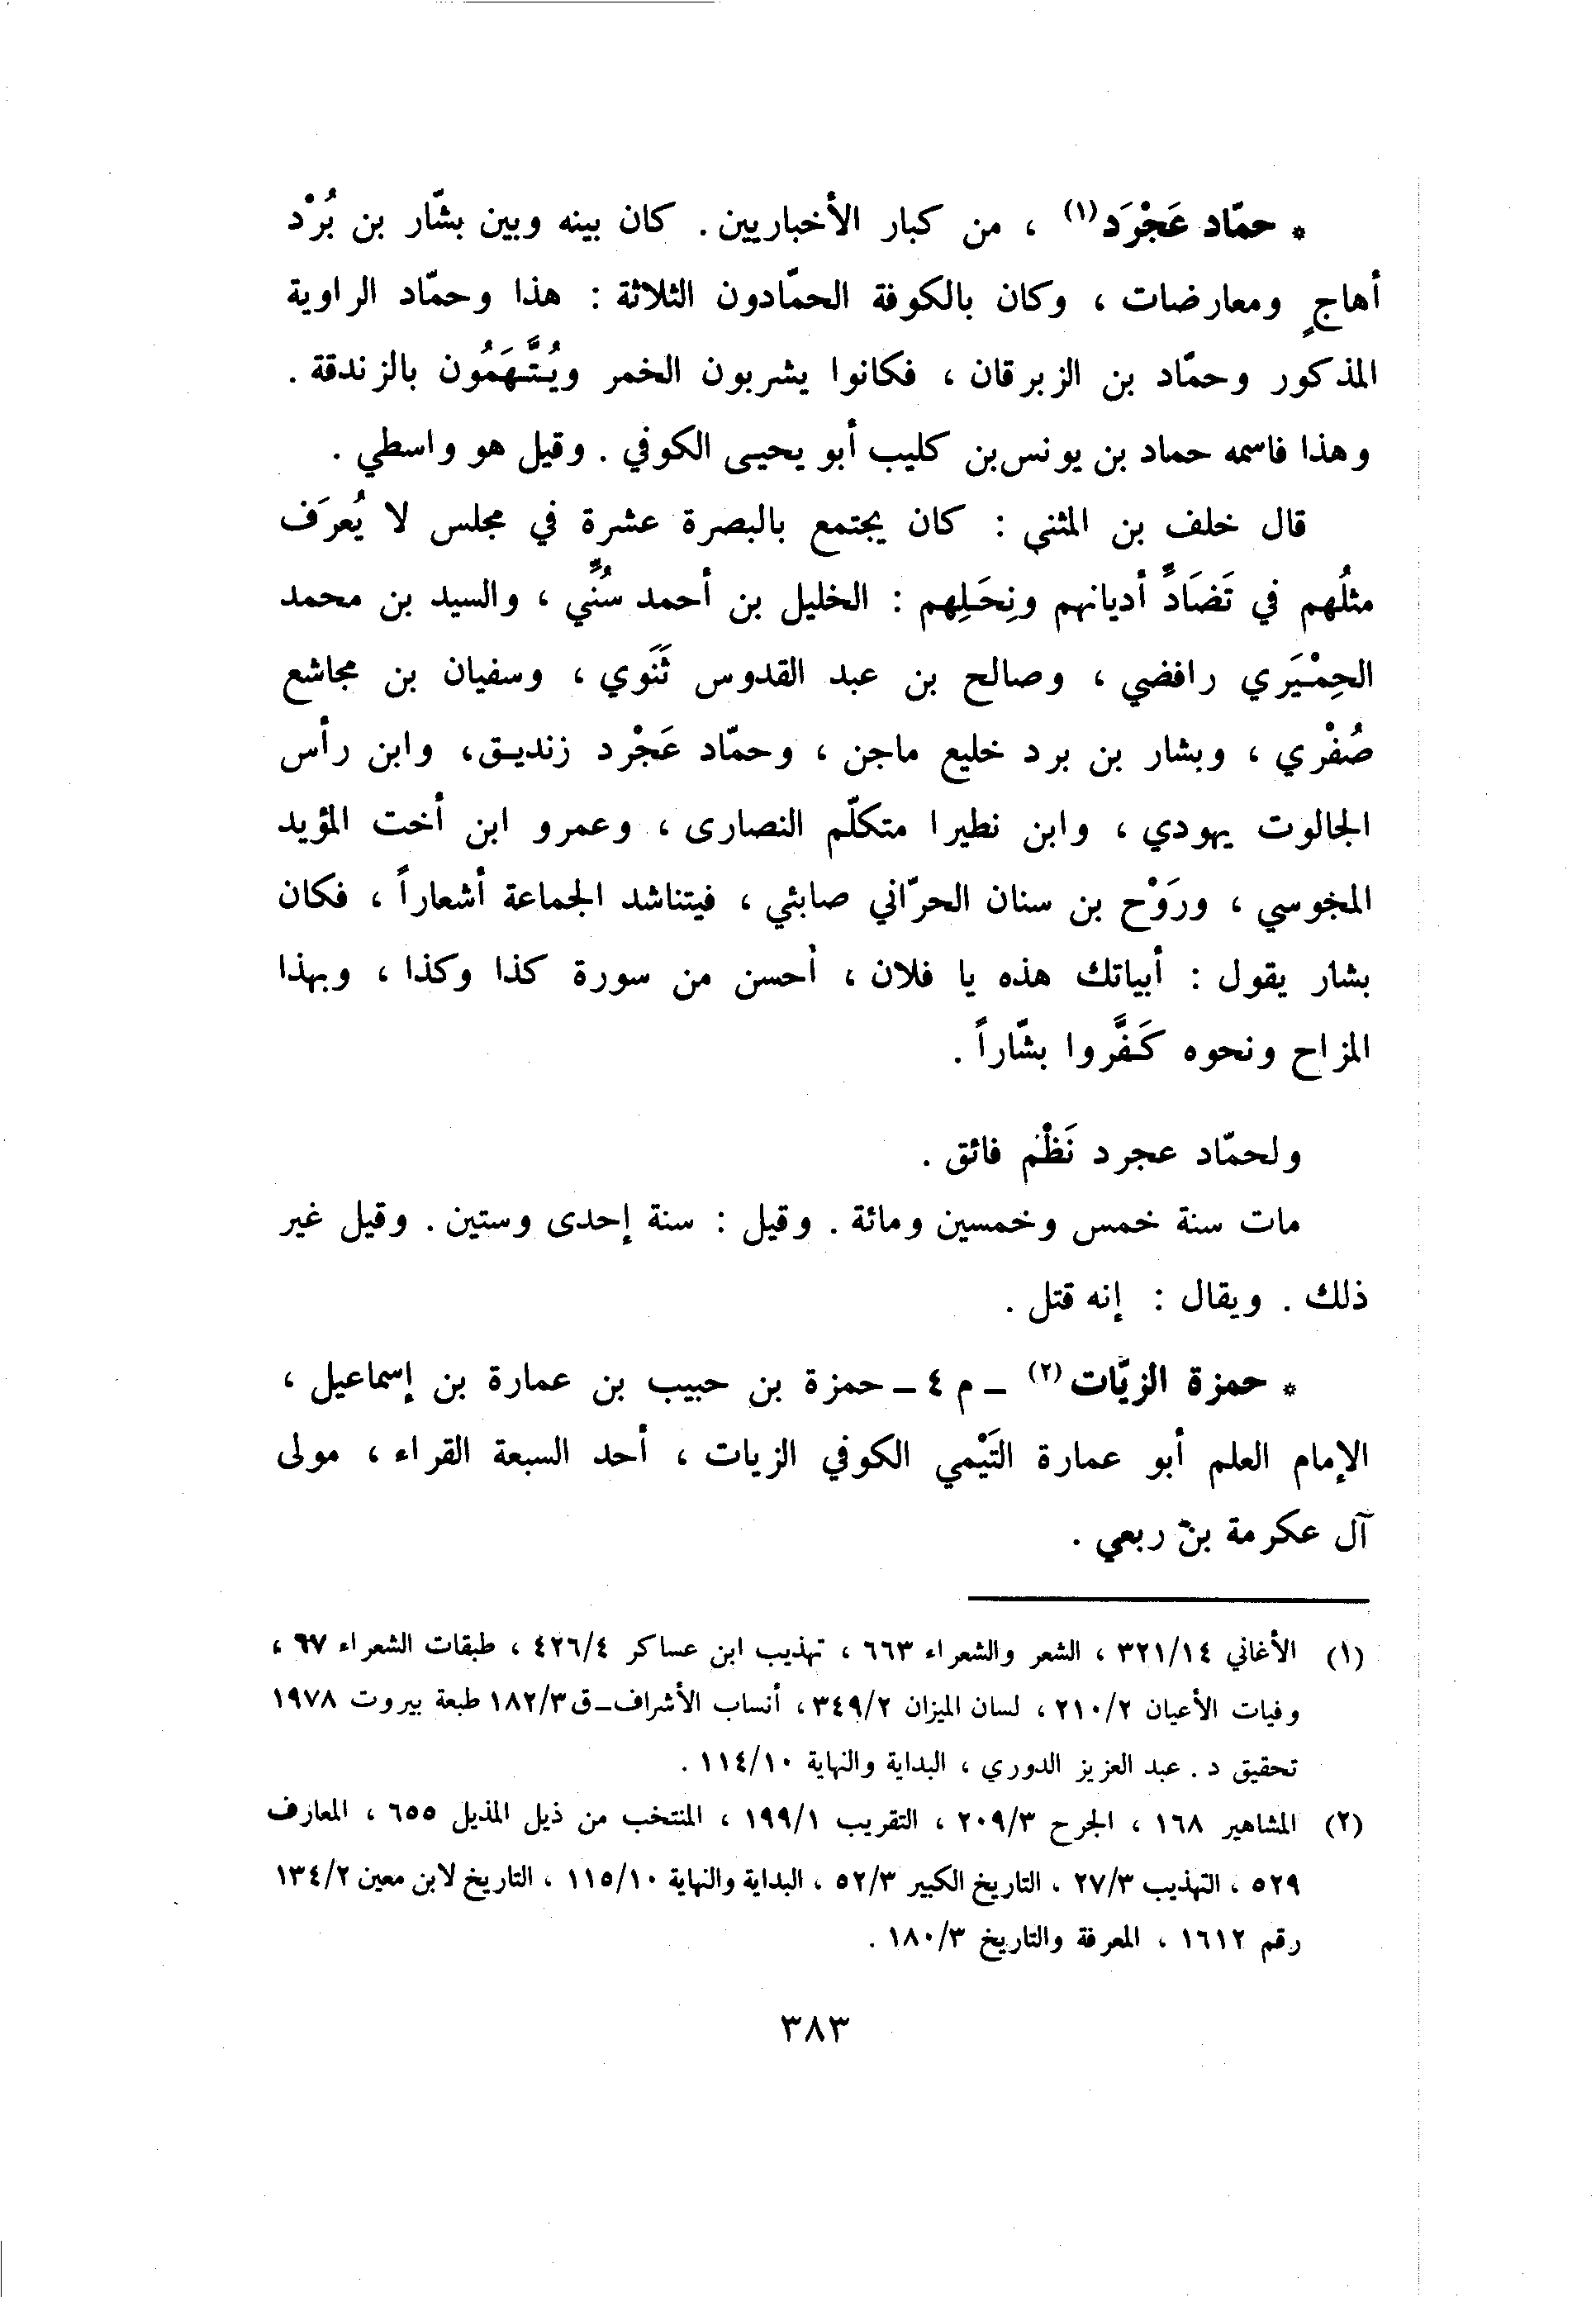 * حمّاد عَجْرَد(١) ، من كبار الأخباريين . كان بينه وبين بشّار بن بُرْد
أهاجٍ ومعارضات ، وكان بالكوفة الحمّادون الثلاثة : هذا وحمّاد الراوية
المذكور وحمّاد بن الزبرقان ، فكانوا يشربون الخمر ويُتَّهَمُون بالزندقة .
وهذا فاسمه حماد بن يونس بن كليب أبو يحيى الكوفي . وقيل هو واسطي .
قال خلف بن المثنى : كان يجتمع بالبصرة عشرة في مجلس لا يُعرَف
مثلُهم في تَضَادِّ أديانهم ونِحَلِهم : الخليل بن أحمد سُنِّي ، والسيد بن محمد
الحِمْيَري رافضي ، وصالح بن عبد القدوس ثَنَوي ، وسفيان بن مجاشع
صُفْري ، وبشار بن برد خليع ماجن ، وحمّاد عَجْرد زنديق ، وابن رأس
الجالوت يهودي ، وابن نطيرا متكلّم النصارى ، وعمرو ابن أخت المؤيد
المجوسي ، ورَوْح بن سنان الحرّاني صابئي ، فيتناشد الجماعة أشعاراً ، فكان
بشار يقول : أبياتك هذه يا فلان ، أحسن من سورة كذا وكذا ، وبهذا
المزاح ونحوه كَفَّروا بشّاراً .
ولحمّاد عجرد نَظْم فائق .
مات سنة خمس وخمسين ومائة . وقيل : سنة إحدى وستين . وقيل غير
ذلك . ويقال : إنه قتل .
* حمزة الزيّات(٢) ـ م ٤ ـ حمزة بن حبيب بن عمارة بن إسماعيل ،
الإمام العلم أبو عمارة التَيْمي الكوفي الزيات ، أحد السبعة القراء ، مولى
آل عكرمة بن ربعي .
(١) الأغاني ٣٢١/١٤ ، الشعر والشعراء ٦٦٣ ، تهذيب ابن عساكر ٤٢٦/٤ ، طبقات الشعراء ٦٧ ،
وفيات الأعيان ٢١٠/٢ ، لسان الميزان ٣٤٩/٢ ، أنساب الأشراف ـ ق ١٨٢/٣ طبعة بيروت ١٩٧٨
تحقيق د . عبد العزيز الدوري ، البداية والنهاية ١١٤/١٠ .
(٢) المشاهير ١٦٨ ، الجرح ٢٠٩/٣ ، التقريب ١٩٩/١ ، المنتخب من ذيل المذيل ٦٥٥ ، المعارف
٥٢٩ ، التهذيب ٢٧/٣ ، التاريخ الكبير ٥٢/٣ ، البداية والنهاية ١١٥/١٠ ، التاريخ لابن معين ١٣٤/٢
رقم ١٦١٢ ، المعرفة والتاريخ ١٨٠/٣ .
٣٨٣